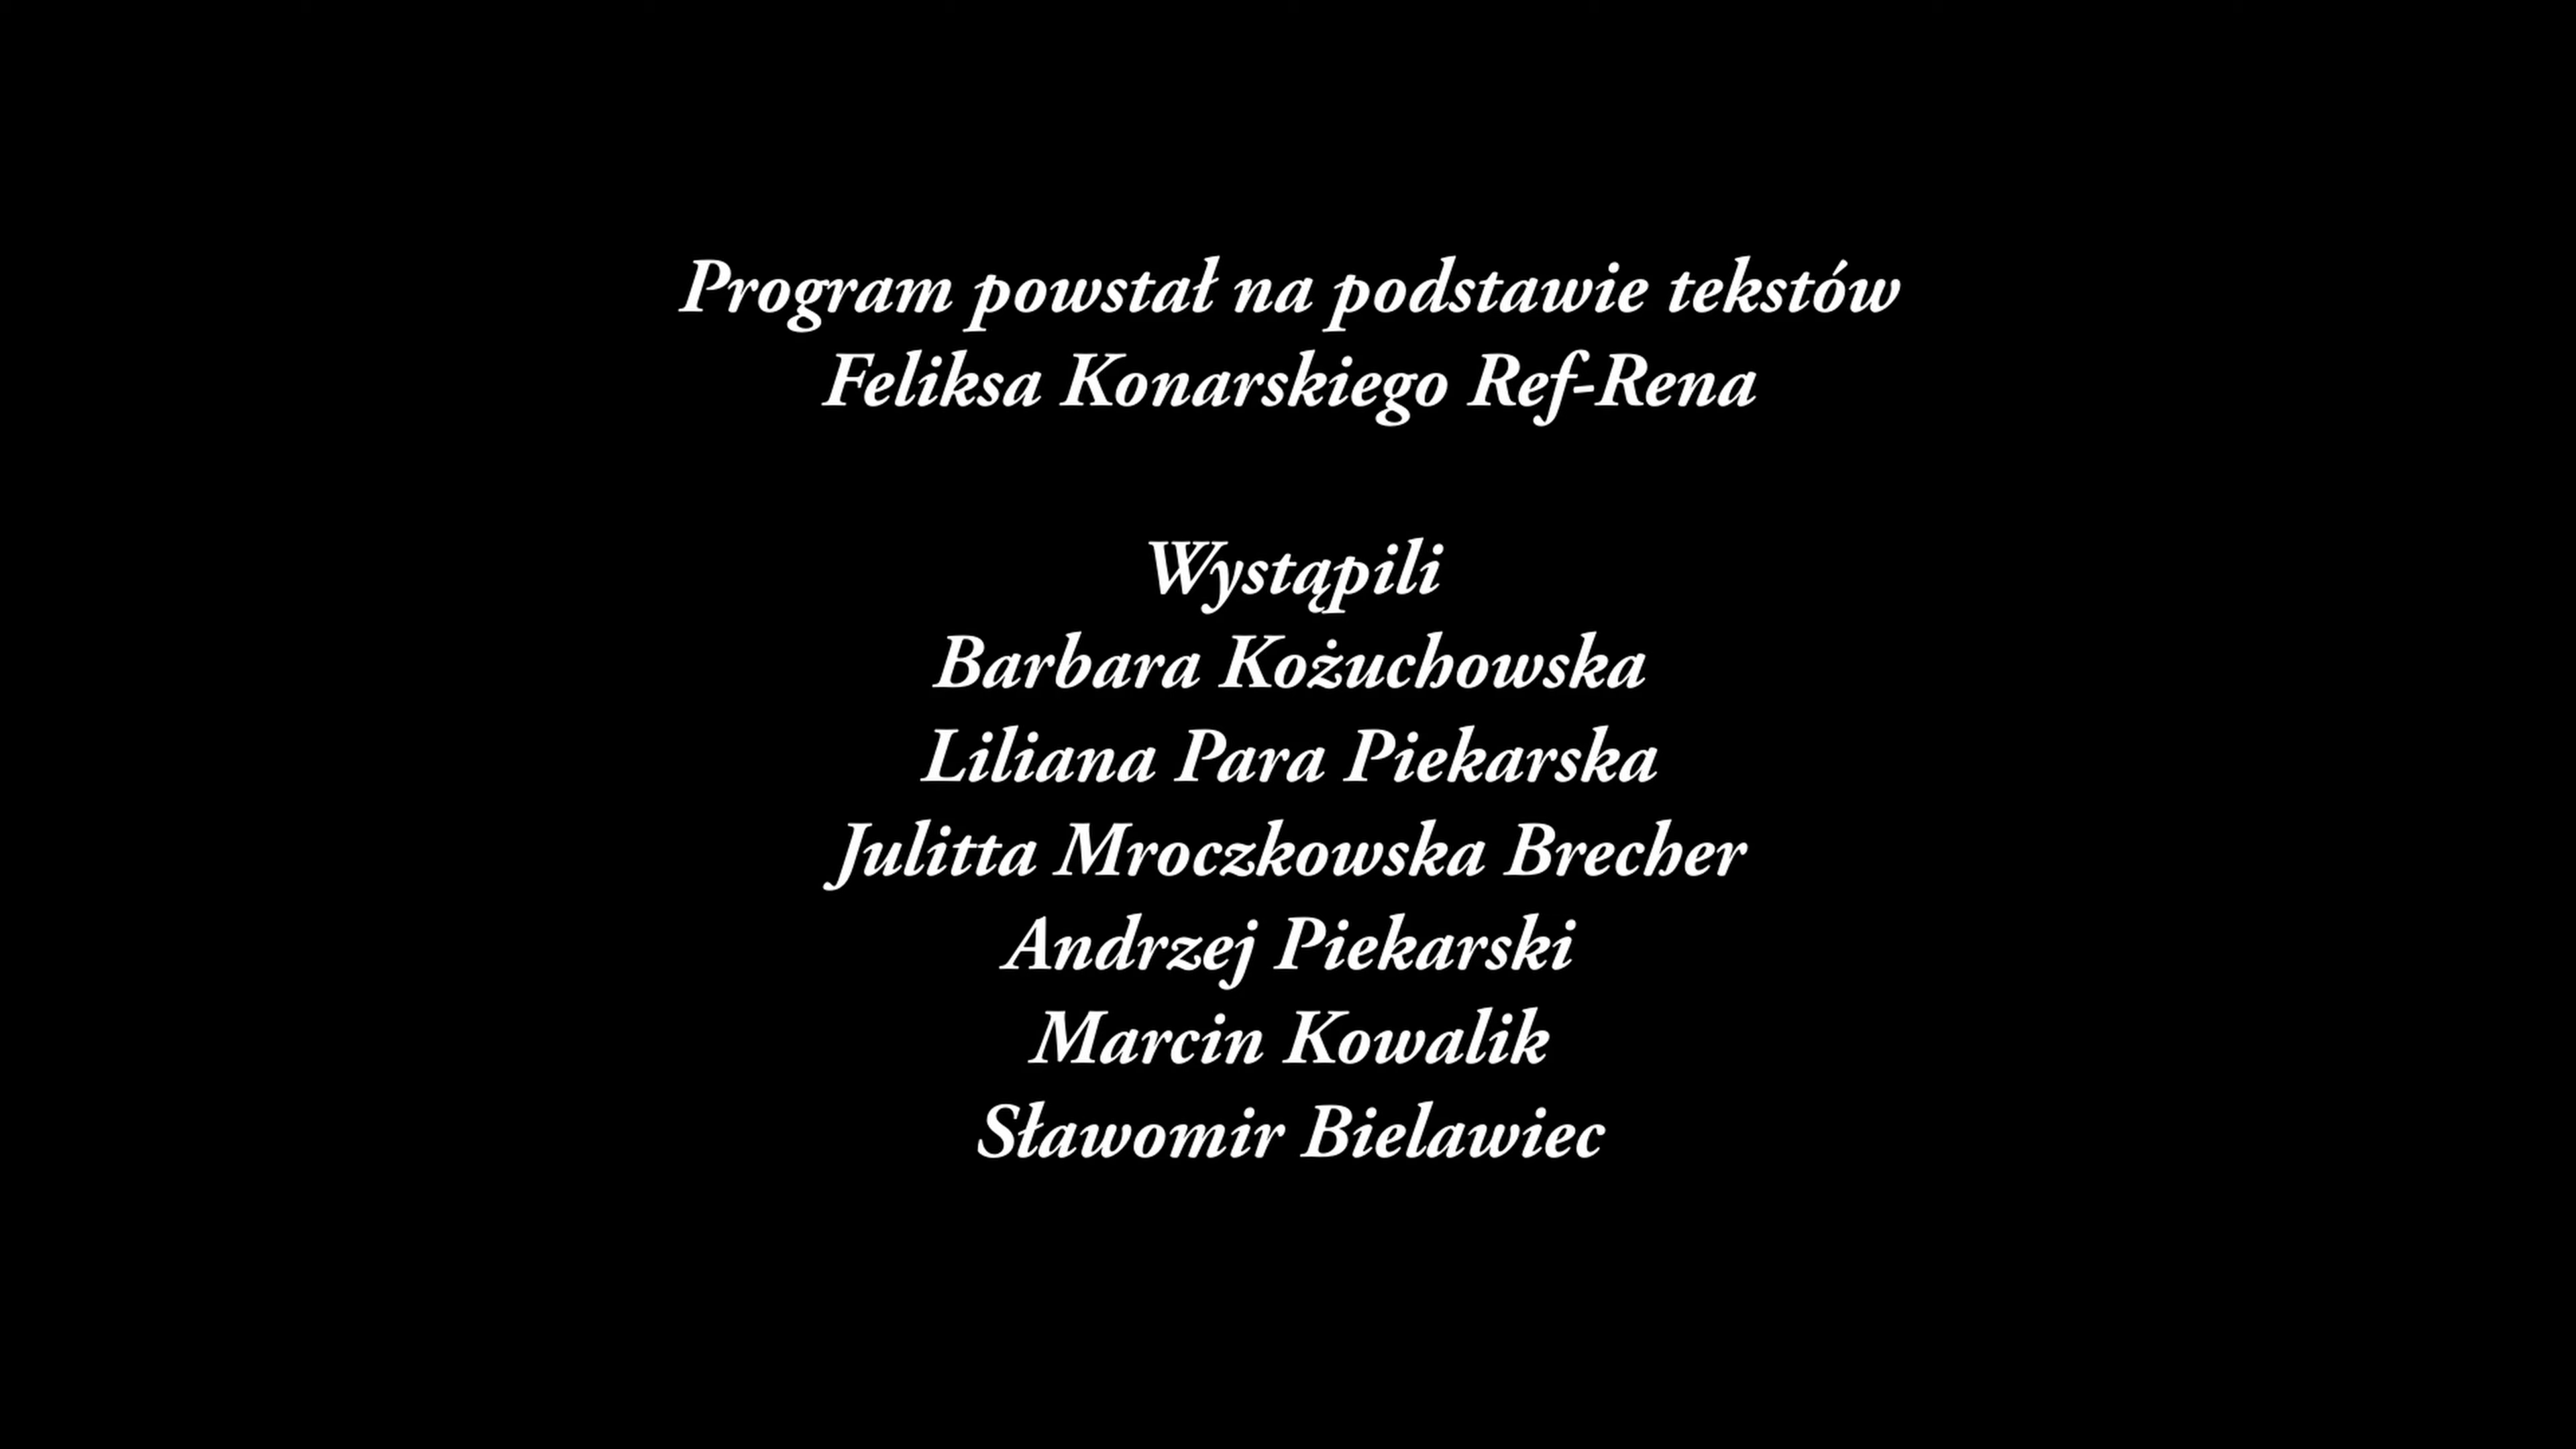 Program powstał na podstawie tekstów
Feliksa Konarskiego Ref-Rena
Wystąpili
Barbara Kożuchowska
Liliana Para Piekarska
Julitta Mroczkowska Brecher
Andrzej Piekarski
Marcin Kowalik
Sławomir Bielawiec